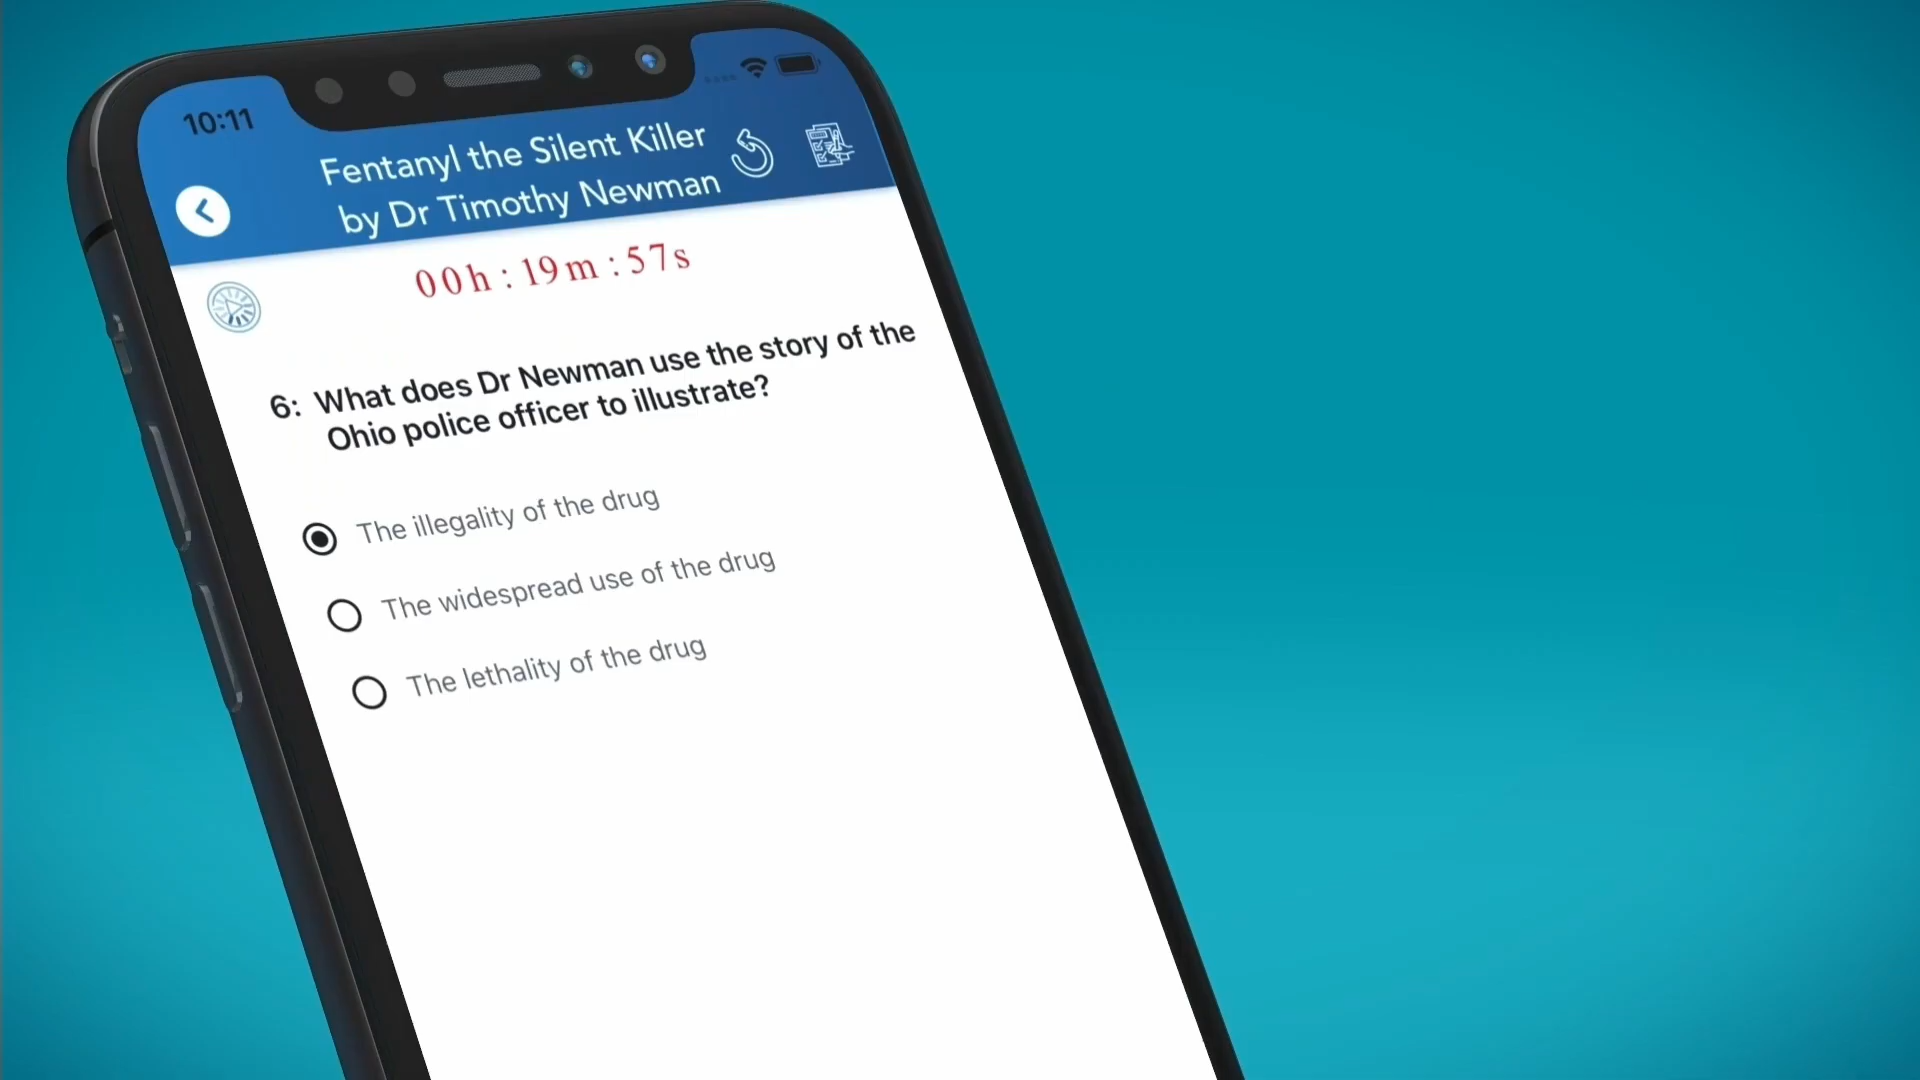 10:11
Fentanyl the Silent Killer
by Dr Timothy Newman
00h : 19m : 57s
6: What does Dr Newman use the story of the
Ohio police officer to illustrate?
The illegality of the drug
The widespread use of the drug
The lethality of the drug